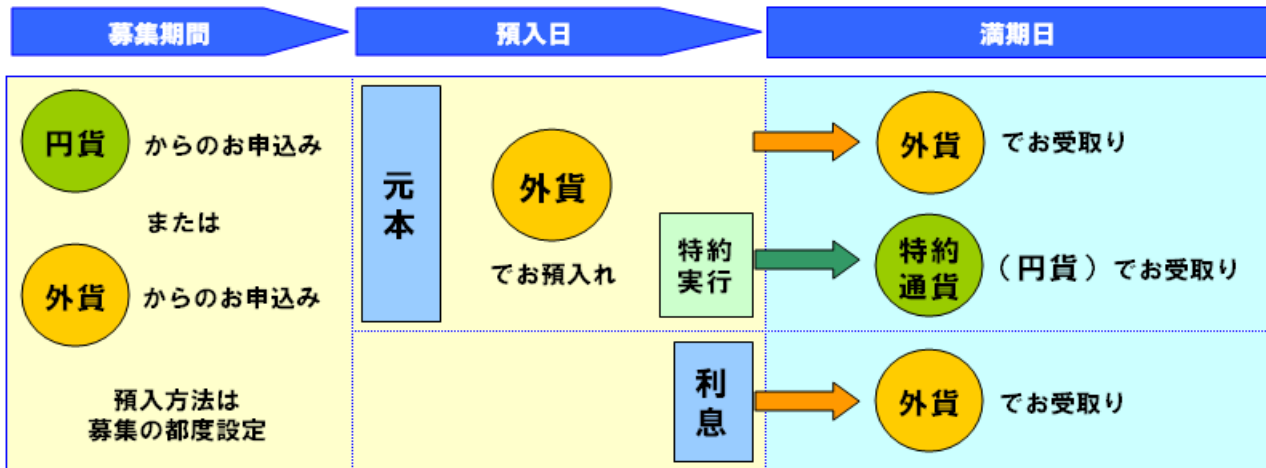 募集期間
預入日
満期日
円貨 からのお申込み
または
外貨 からのお申込み
預入方法は
募集の都度設定
元本
外貨
でお預入れ
特約
実行
外貨 でお受取り
特約
通貨 (円貨)でお受取り
利息
外貨 でお受取り